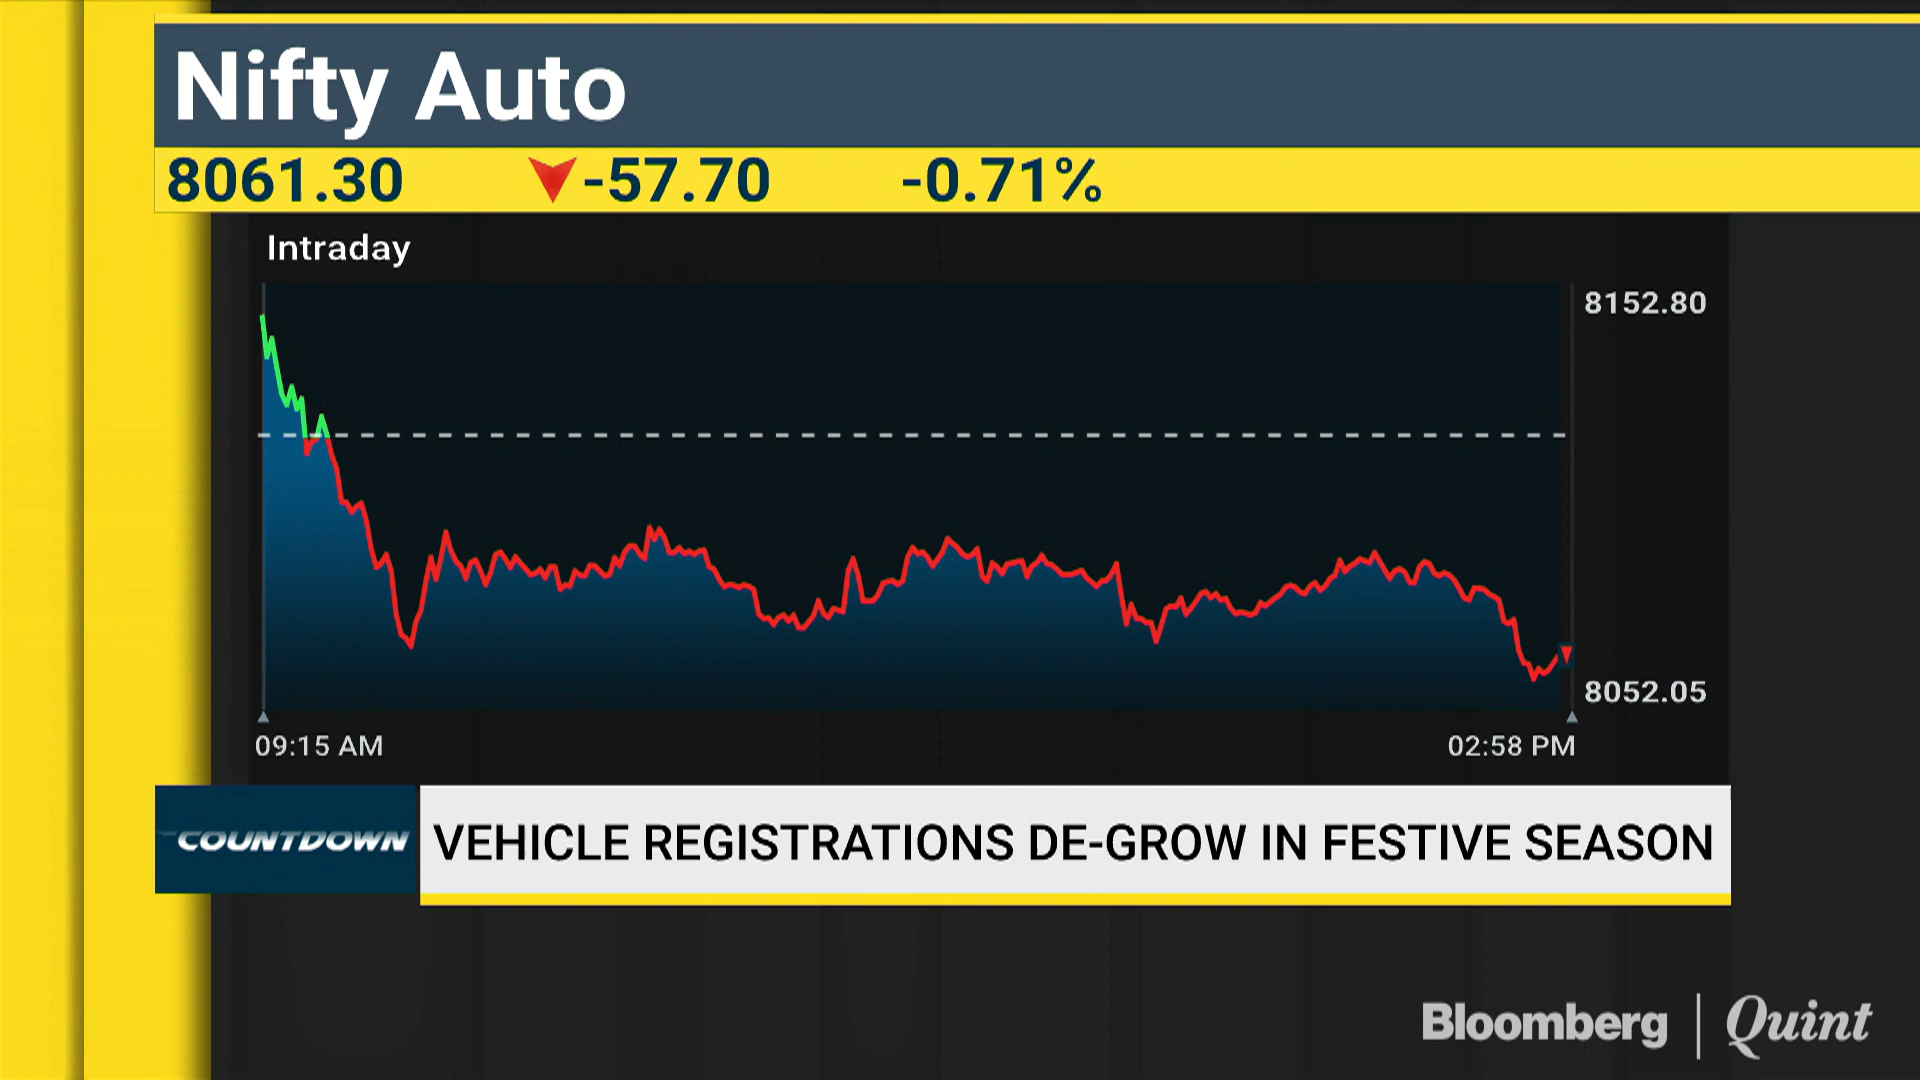 Nifty Auto
8061.30 -57.70 -0.71%
Intraday
8152.80
8052.05
09:15 AM 02:58 PM
COUNTDOWN VEHICLE REGISTRATIONS DE-GROW IN FESTIVE SEASON
Bloomberg | Quint